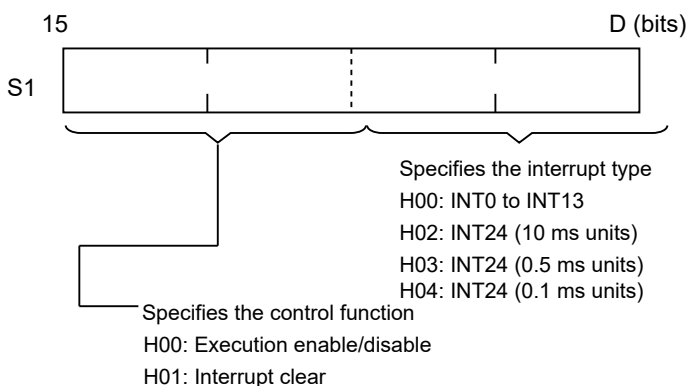 15 D (bits)
S1
Specifies the interrupt type
H00: INT0 to INT13
H02: INT24 (10 ms units)
H03: INT24 (0.5 ms units)
H04: INT24 (0.1 ms units)
Specifies the control function
H00: Execution enable/disable
H01: Interrupt clear